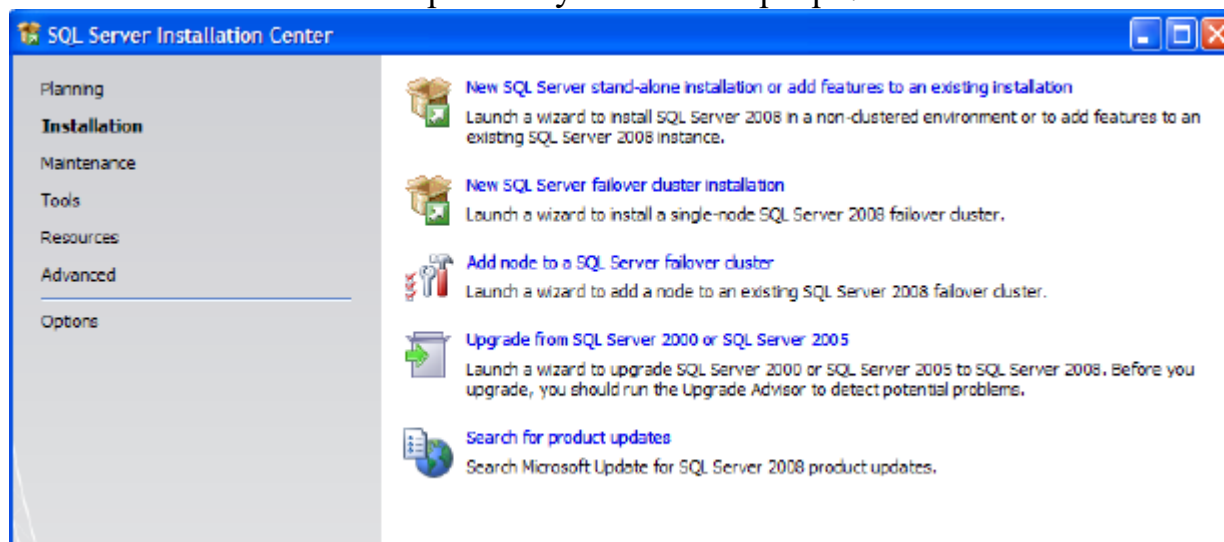 SQL Server Installation Center
Planning
Installation
Maintenance
Tools
Resources
Advanced
Options
New SQL Server stand-alone installation or add features to an existing installation
Launch a wizard to install SQL Server 2008 in a non-clustered environment or to add features to an
existing SQL Server 2008 instance.
New SQL Server failover cluster installation
Launch a wizard to install a single-node SQL Server 2008 failover cluster.
Add node to a SQL Server failover cluster
Launch a wizard to add a node to an existing SQL Server 2008 failover cluster.
Upgrade from SQL Server 2000 or SQL Server 2005
Launch a wizard to upgrade SQL Server 2000 or SQL Server 2005 to SQL Server 2008. Before you
upgrade, you should run the Upgrade Advisor to detect potential problems.
Search for product updates
Search Microsoft Update for SQL Server 2008 product updates.